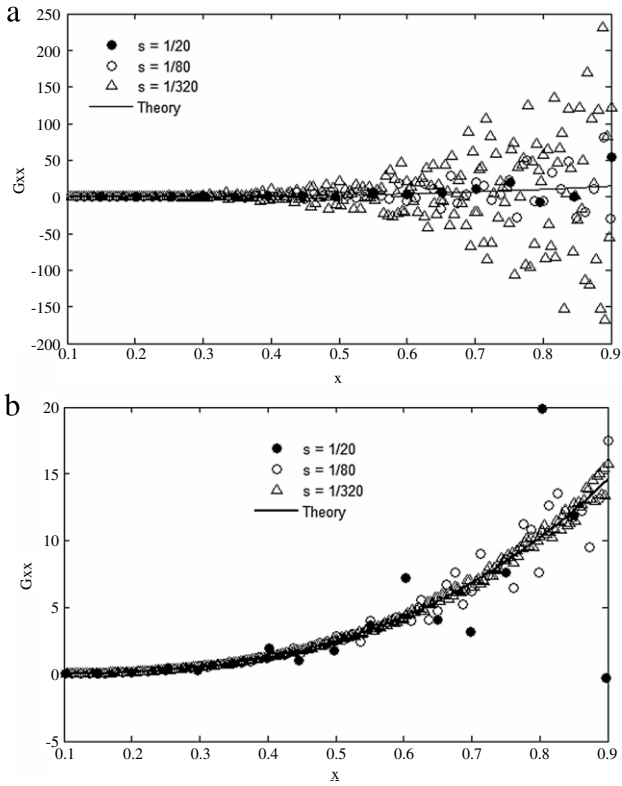 a
250
200
150
100
50
0
-50
-100
-150
-200
Gxx
s = 1/20
s = 1/80
s = 1/320
Theory
0.1 0.2 0.3 0.4 0.5 0.6 0.7 0.8 0.9
x
b
20
15
10
5
0
-5
Gxx
s = 1/20
s = 1/80
s = 1/320
Theory
0.1 0.2 0.3 0.4 0.5 0.6 0.7 0.8 0.9
x